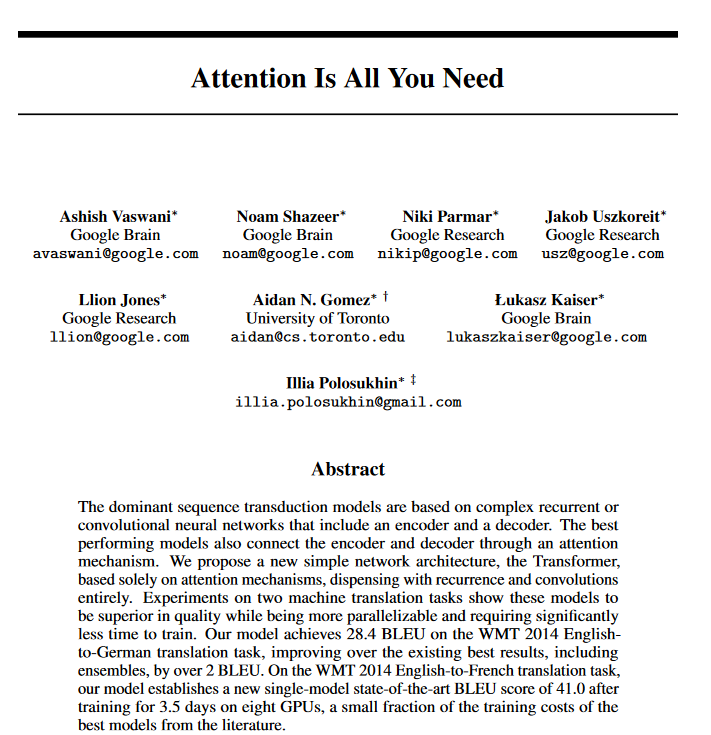 Attention Is All You Need
Ashish Vaswani* Noam Shazeer* Niki Parmar* Jakob Uszkoreit*
Google Brain Google Brain Google Research Google Research
avaswani@google.com noam@google.com nikip@google.com usz@google.com
Llion Jones* Aidan N. Gomez* † Łukasz Kaiser*
Google Research University of Toronto Google Brain
llion@google.com aidan@cs.toronto.edu lukaszkaiser@google.com
Illia Polosukhin* ‡
illia.polosukhin@gmail.com
Abstract
The dominant sequence transduction models are based on complex recurrent or
convolutional neural networks that include an encoder and a decoder. The best
performing models also connect the encoder and decoder through an attention
mechanism. We propose a new simple network architecture, the Transformer,
based solely on attention mechanisms, dispensing with recurrence and convolutions
entirely. Experiments on two machine translation tasks show these models to
be superior in quality while being more parallelizable and requiring significantly
less time to train. Our model achieves 28.4 BLEU on the WMT 2014 English-
to-German translation task, improving over the existing best results, including
ensembles, by over 2 BLEU. On the WMT 2014 English-to-French translation task,
our model establishes a new single-model state-of-the-art BLEU score of 41.0 after
training for 3.5 days on eight GPUs, a small fraction of the training costs of the
best models from the literature.